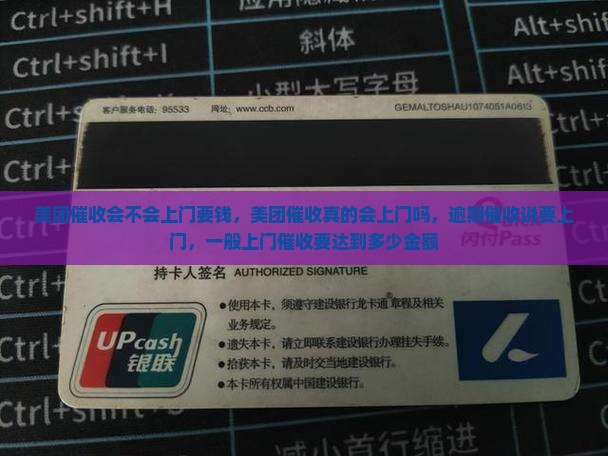 Ctrl+shift+H
应用隐藏
Alt+shift
Ctrl+shift+I
斜体
Alt+shi
小型大写字母
客户服务电话：95533 网址：www.ccb.com GEMALTOSHAU1074051A0613
Ctrl+
美团催收会不会上门要钱，美团催收真的会上门吗，逾期催收说要上
门，一般上门催收要达到多少金额
Quick
闪付Pass
持卡人签名 AUTHORIZED SIGNATURE
●使用本卡，须遵守建设银行龙卡通章程及相关
业务规定。
●遗失本卡，请立即联系建设银行办理挂失手续。
●拾获本卡，请及时交当地建设银行。
●本卡所有权属中国建设银行。
UPcash
银联
Ctrl+
减小首行缩进